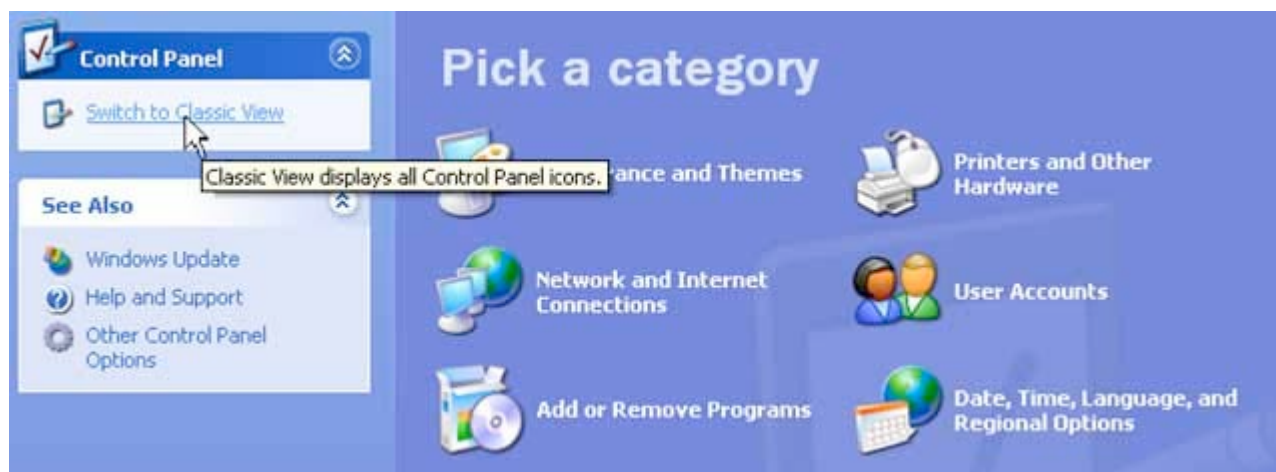 Control Panel
Switch to Classic View
Classic View displays all Control Panel icons.
See Also
Windows Update
Help and Support
Other Control Panel
Options
Pick a category
ance and Themes
Printers and Other
Hardware
Network and Internet
Connections
User Accounts
Add or Remove Programs
Date, Time, Language, and
Regional Options